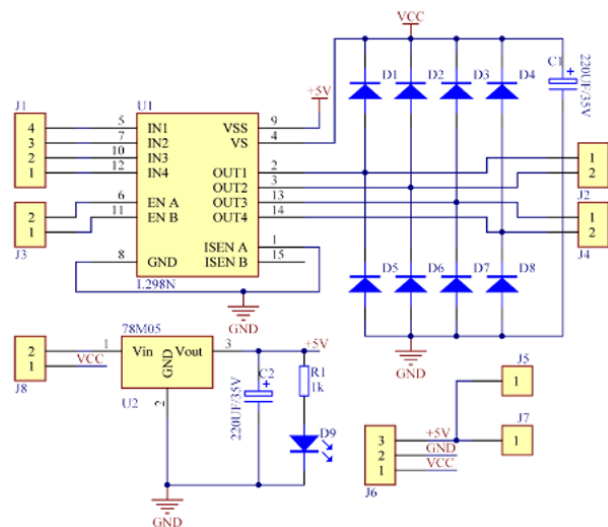 VCC
C1
220UF/35V
D1
D2
D3
D4
+5V
J1
U1
4
3
2
1
5
7
10
12
IN1
IN2
IN3
IN4
VSS
VS
9
4
OUT1
OUT2
OUT3
OUT4
2
3
13
14
1
2
J2
J3
2
1
6
11
EN A
EN B
1
2
J4
ISEN A
ISEN B
1
15
8
GND
L298N
GND
D5
D6
D7
D8
GND
78M05
J8
2
1
VCC
1
Vin
Vout
GND
3
2
U2
+5V
C2
220UF/35V
R1
1k
D9
GND
J5
1
J7
1
J6
3
2
1
+5V
GND
VCC